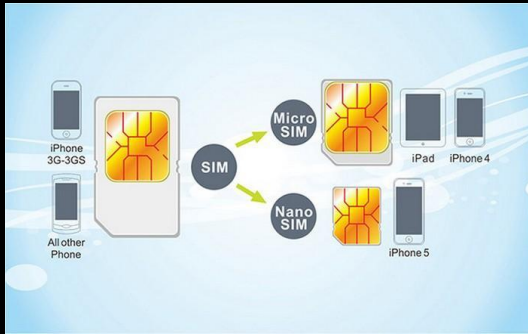 iPhone
3G-3GS
All other
Phone
SIM
Micro
SIM
iPad
iPhone 4
Nano
SIM
iPhone 5